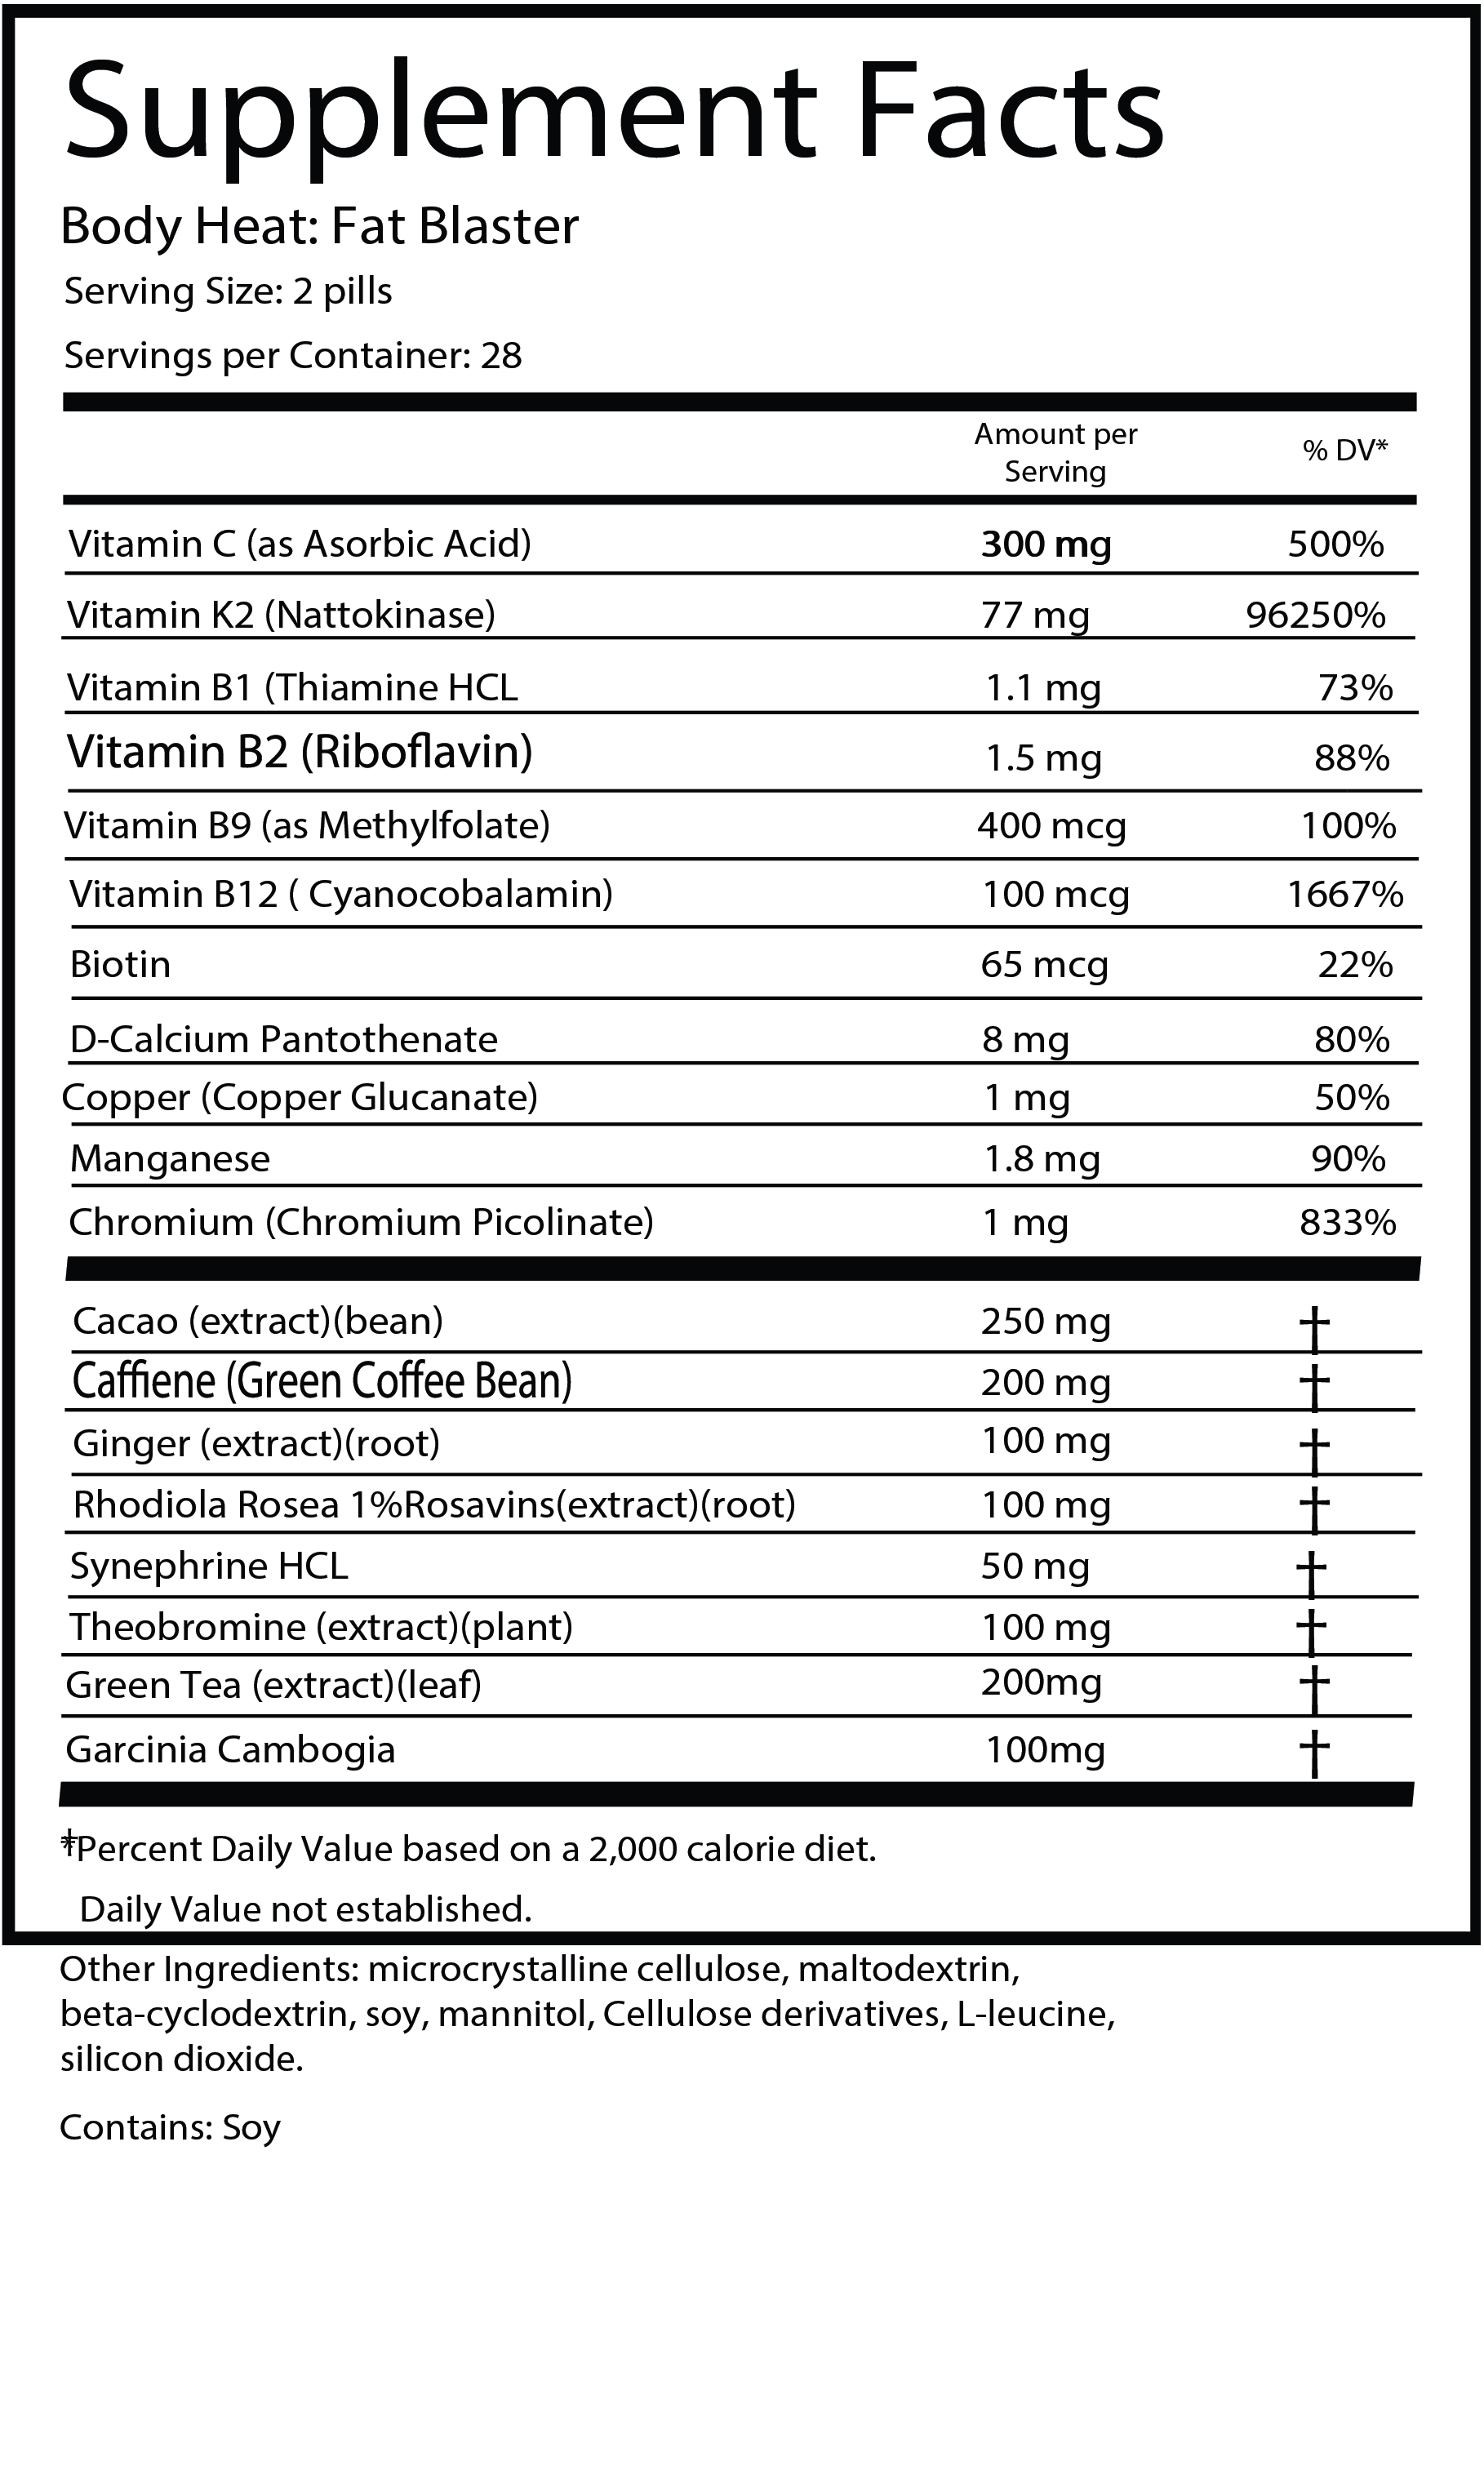 Supplement Facts
Body Heat: Fat Blaster
Serving Size: 2 pills
Servings per Container: 28
Amount per
Serving
% DV*
Vitamin C (as Asorbic Acid) 300 mg 500%
Vitamin K2 (Nattokinase) 77 mg 96250%
Vitamin B1 (Thiamine HCL 1.1 mg 73%
Vitamin B2 (Riboflavin) 1.5 mg 88%
Vitamin B9 (as Methylfolate) 400 mcg 100%
Vitamin B12 ( Cyanocobalamin) 100 mcg 1667%
Biotin 65 mcg 22%
D-Calcium Pantothenate 8 mg 80%
Copper (Copper Glucanate) 1 mg 50%
Manganese 1.8 mg 90%
Chromium (Chromium Picolinate) 1 mg 833%
Cacao (extract)(bean) 250 mg †
Caffiene (Green Coffee Bean) 200 mg †
Ginger (extract)(root) 100 mg †
Rhodiola Rosea 1%Rosavins(extract)(root) 100 mg †
Synephrine HCL 50 mg †
Theobromine (extract)(plant) 100 mg †
Green Tea (extract)(leaf) 200mg †
Garcinia Cambogia 100mg †
*†Percent Daily Value based on a 2,000 calorie diet.
Daily Value not established.
Other Ingredients: microcrystalline cellulose, maltodextrin,
beta-cyclodextrin, soy, mannitol, Cellulose derivatives, L-leucine,
silicon dioxide.
Contains: Soy